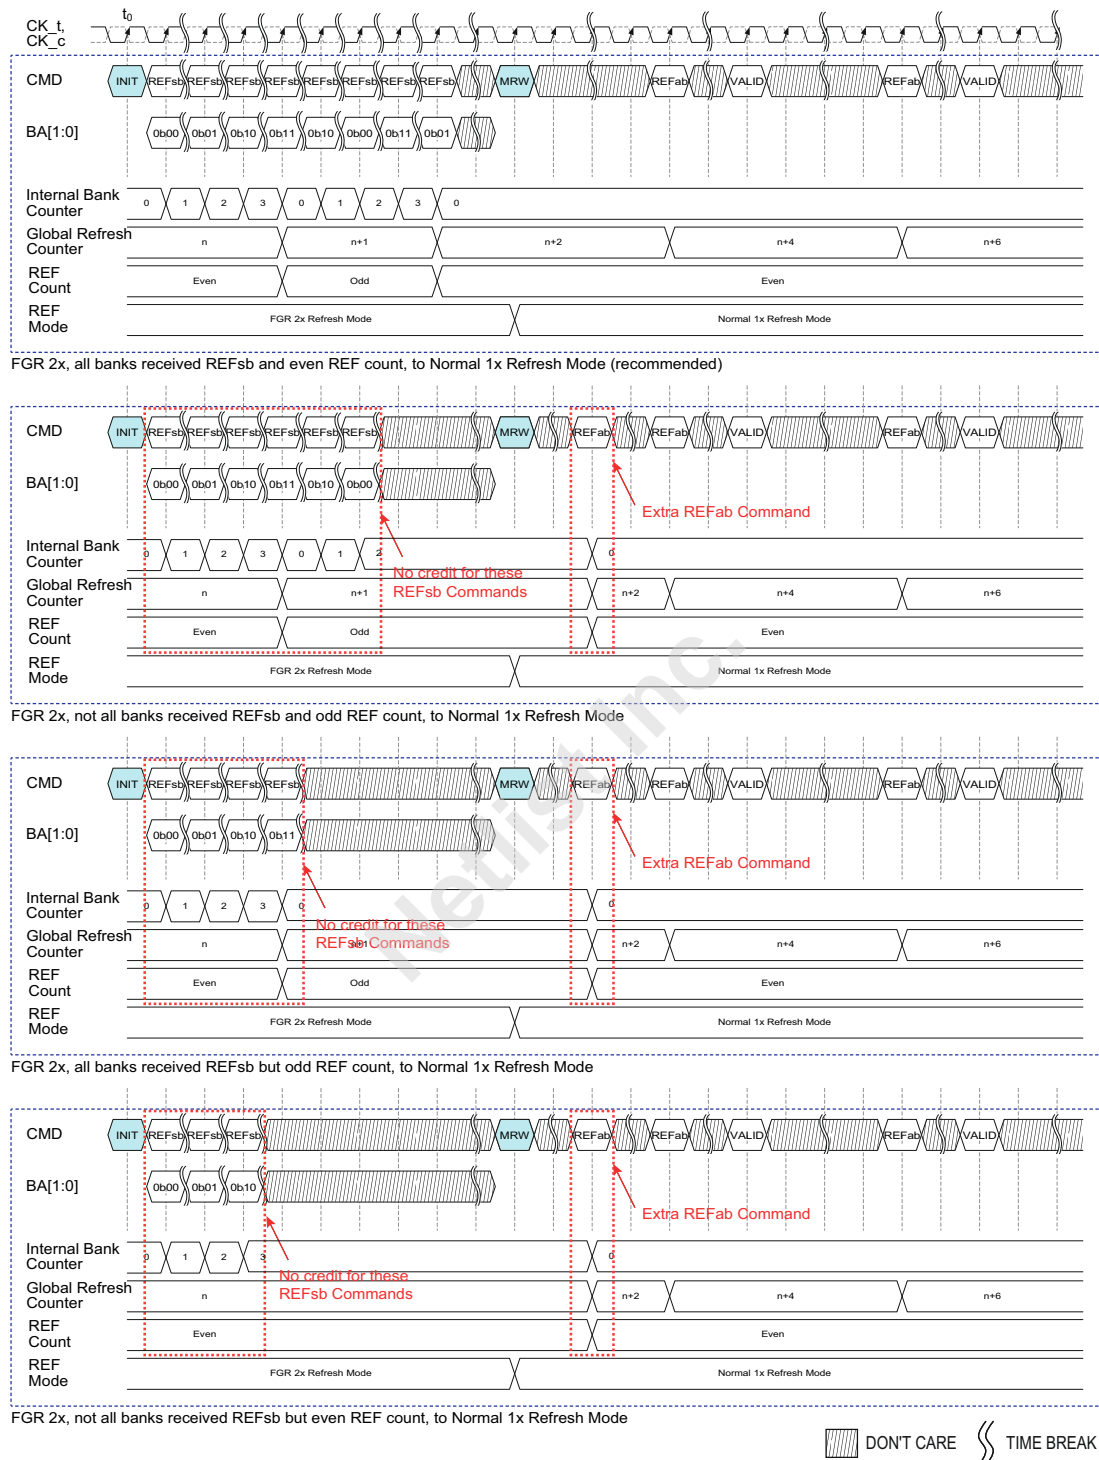 t0
CK_t,
CK_c
CMD INIT REFsb REFsb REFsb REFsb REFsb REFsb REFsb REFsb MRW REFab VALID REFab VALID
BA[1:0] 0b00 0b01 0b10 0b11 0b10 0b00 0b11 0b01
Internal Bank
Counter 0 1 2 3 0 1 2 3 0
Global Refresh
Counter n n+1 n+2 n+4 n+6
REF
Count Even Odd Even
REF
Mode FGR 2x Refresh Mode Normal 1x Refresh Mode
FGR 2x, all banks received REFsb and even REF count, to Normal 1x Refresh Mode (recommended)
CMD INIT REFsb REFsb REFsb REFsb REFsb REFsb MRW REFab REFab VALID REFab VALID
BA[1:0] 0b00 0b01 0b10 0b11 0b10 0b00
Extra REFab Command
Internal Bank
Counter 0 1 2 3 0 1 2 0
No credit for these
REFsb Commands
Global Refresh
Counter n n+1 n+2 n+4 n+6
REF
Count Even Odd Even
REF
Mode FGR 2x Refresh Mode Normal 1x Refresh Mode
FGR 2x, not all banks received REFsb and odd REF count, to Normal 1x Refresh Mode
CMD INIT REFsb REFsb REFsb REFsb MRW REFab REFab VALID REFab VALID
BA[1:0] 0b00 0b01 0b10 0b11
Extra REFab Command
Internal Bank
Counter 0 1 2 3 0 0
No credit for these
REFsb Commands
Global Refresh
Counter n n+1 n+2 n+4 n+6
REF
Count Even Odd Even
REF
Mode FGR 2x Refresh Mode Normal 1x Refresh Mode
FGR 2x, all banks received REFsb but odd REF count, to Normal 1x Refresh Mode
CMD INIT REFsb REFsb REFsb MRW REFab REFab VALID REFab VALID
BA[1:0] 0b00 0b01 0b10
Extra REFab Command
Internal Bank
Counter 0 1 2 3 0
No credit for these
REFsb Commands
Global Refresh
Counter n n+2 n+4 n+6
REF
Count Even Even
REF
Mode FGR 2x Refresh Mode Normal 1x Refresh Mode
FGR 2x, not all banks received REFsb but even REF count, to Normal 1x Refresh Mode
DON'T CARE TIME BREAK
Netlist Inc.